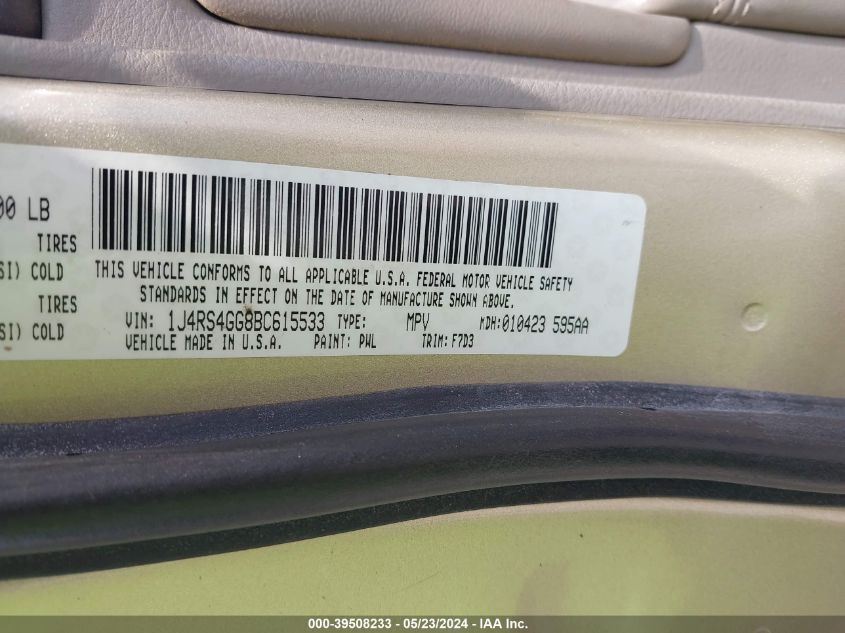 00 LB
TIRES
SI) COLD
TIRES
SI) COLD
THIS VEHICLE CONFORMS TO ALL APPLICABLE U.S.A. FEDERAL MOTOR VEHICLE SAFETY
STANDARDS IN EFFECT ON THE DATE OF MANUFACTURE SHOWN ABOVE.
VIN: 1J4RS4GG8BC615533 TYPE: MPV MDH:010423 595AA
VEHICLE MADE IN U.S.A. PAINT: PWL TRIM: F7D3
000-39508233 - 05/23/2024 - IAA Inc.